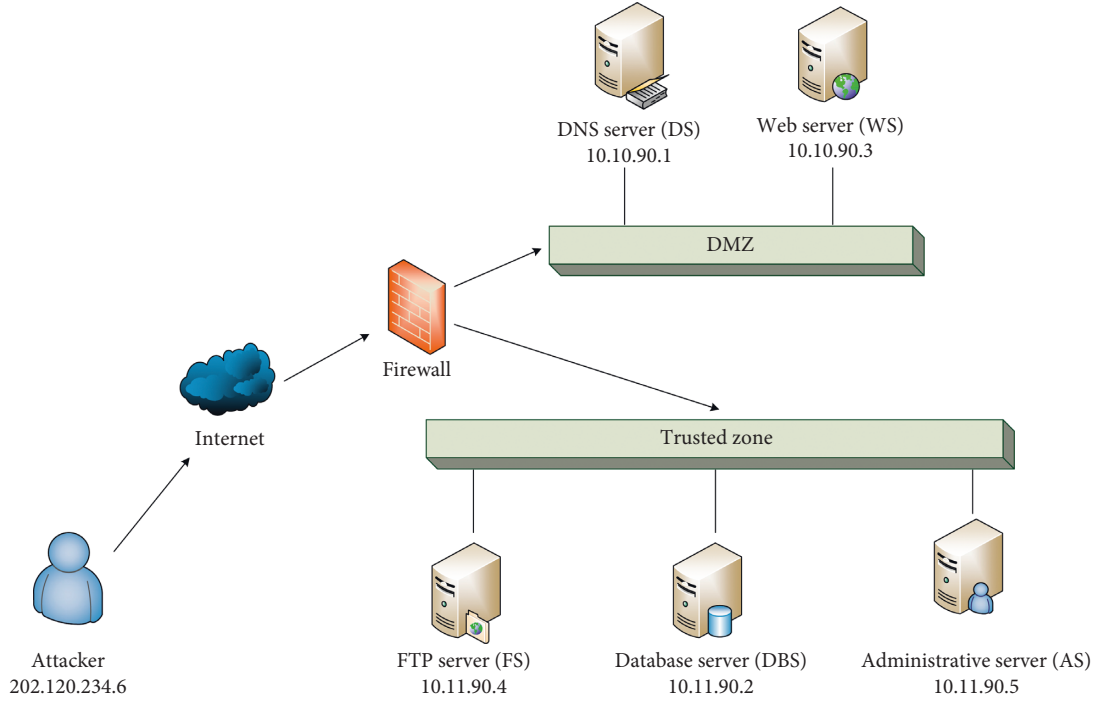 DNS server (DS)
10.10.90.1
Web server (WS)
10.10.90.3
DMZ
Firewall
Internet
Trusted zone
Attacker
202.120.234.6
FTP server (FS)
10.11.90.4
Database server (DBS)
10.11.90.2
Administrative server (AS)
10.11.90.5